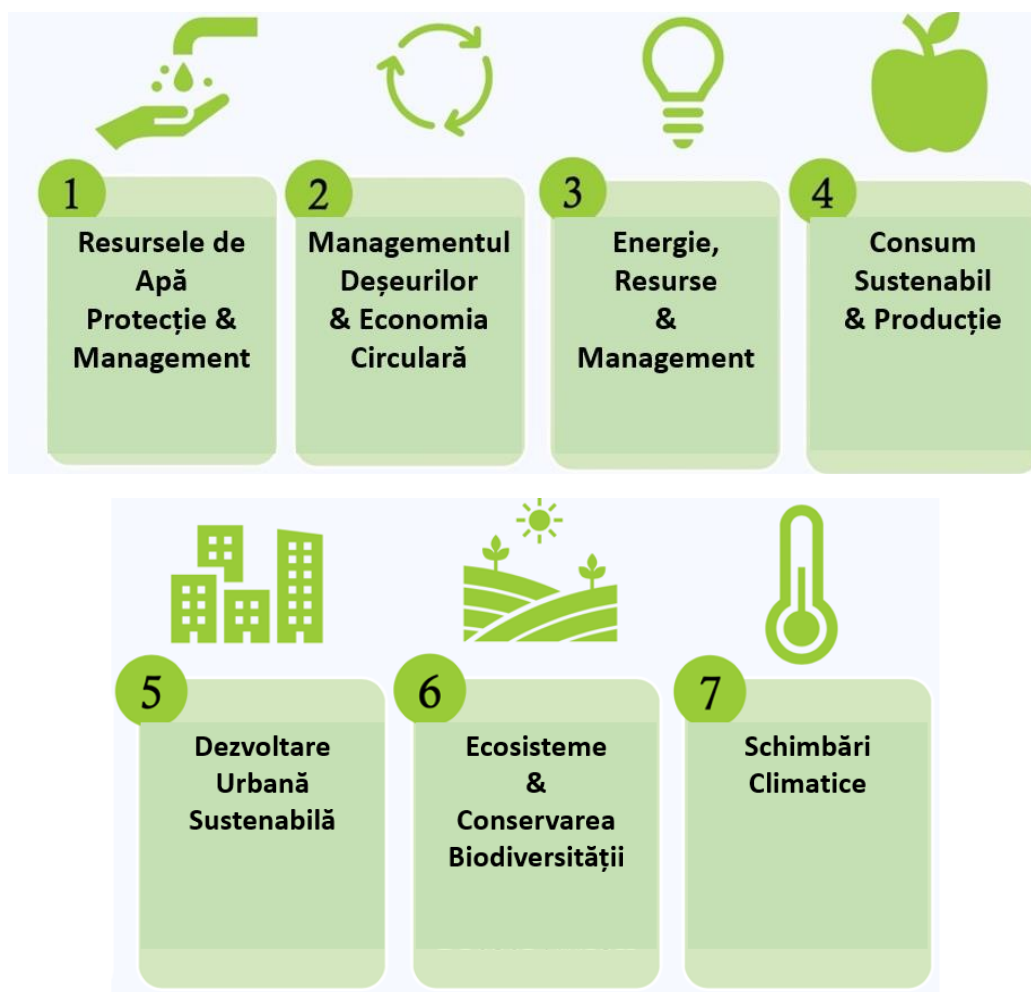 1
Resursele de
Apă
Protecție &
Management
2
Managementul
Deșeurilor
& Economia
Circulară
3
Energie,
Resurse
&
Management
4
Consum
Sustenabil
& Producție
5
Dezvoltare
Urbană
Sustenabilă
6
Ecosisteme
&
Conservarea
Biodiversității
7
Schimbări
Climatice